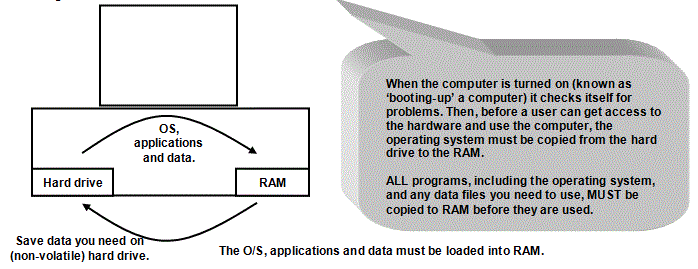 OS,
applications
and data.
Hard drive
RAM
Save data you need on
(non-volatile) hard drive.
The O/S, applications and data must be loaded into RAM.
When the computer is turned on (known as
‘booting-up’ a computer) it checks itself for
problems. Then, before a user can get access to
the hardware and use the computer, the
operating system must be copied from the hard
drive to the RAM.
ALL programs, including the operating system,
and any data files you need to use, MUST be
copied to RAM before they are used.